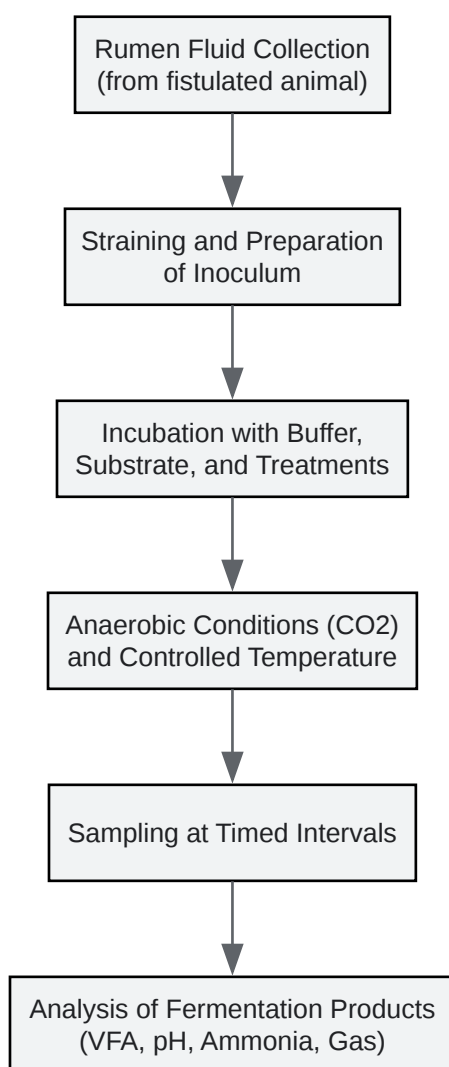 Rumen Fluid Collection
(from fistulated animal)
Straining and Preparation
of Inoculum
Incubation with Buffer,
Substrate, and Treatments
Anaerobic Conditions (CO2)
and Controlled Temperature
Sampling at Timed Intervals
Analysis of Fermentation Products
(VFA, pH, Ammonia, Gas)